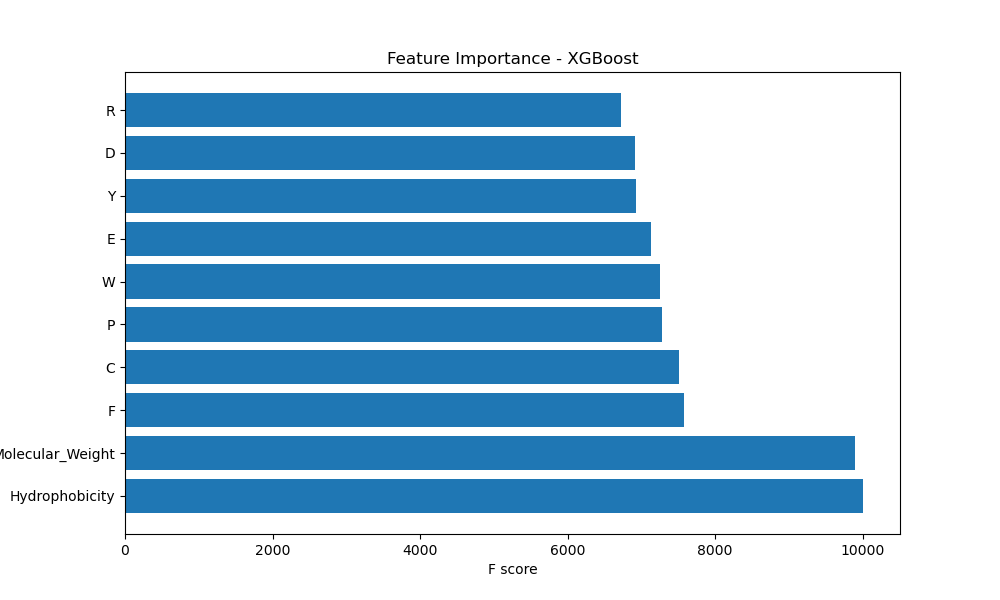 Feature Importance - XGBoost
R
D
Y
E
W
P
C
F
Molecular_Weight
Hydrophobicity
0 2000 4000 6000 8000 10000
F score